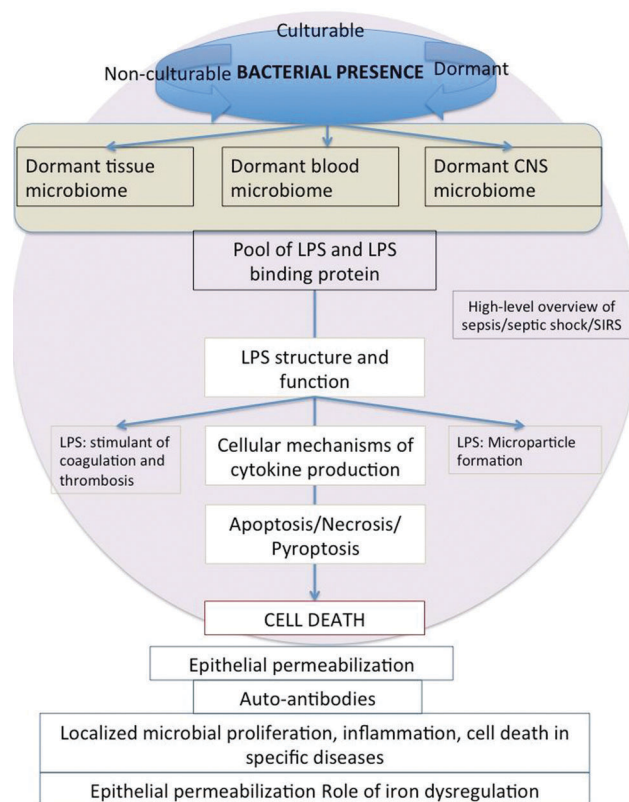 Culturable
Non-culturable
BACTERIAL PRESENCE
Dormant
Dormant tissue
microbiome
Dormant blood
microbiome
Dormant CNS
microbiome
Pool of LPS and LPS
binding protein
High-level overview of
sepsis/septic shock/SIRS
LPS structure and
function
LPS: stimulant of
coagulation and
thrombosis
Cellular mechanisms of
cytokine production
LPS: Microparticle
formation
Apoptosis/Necrosis/
Pyroptosis
CELL DEATH
Epithelial permeabilization
Auto-antibodies
Localized microbial proliferation, inflammation, cell death in
specific diseases
Epithelial permeabilization Role of iron dysregulation